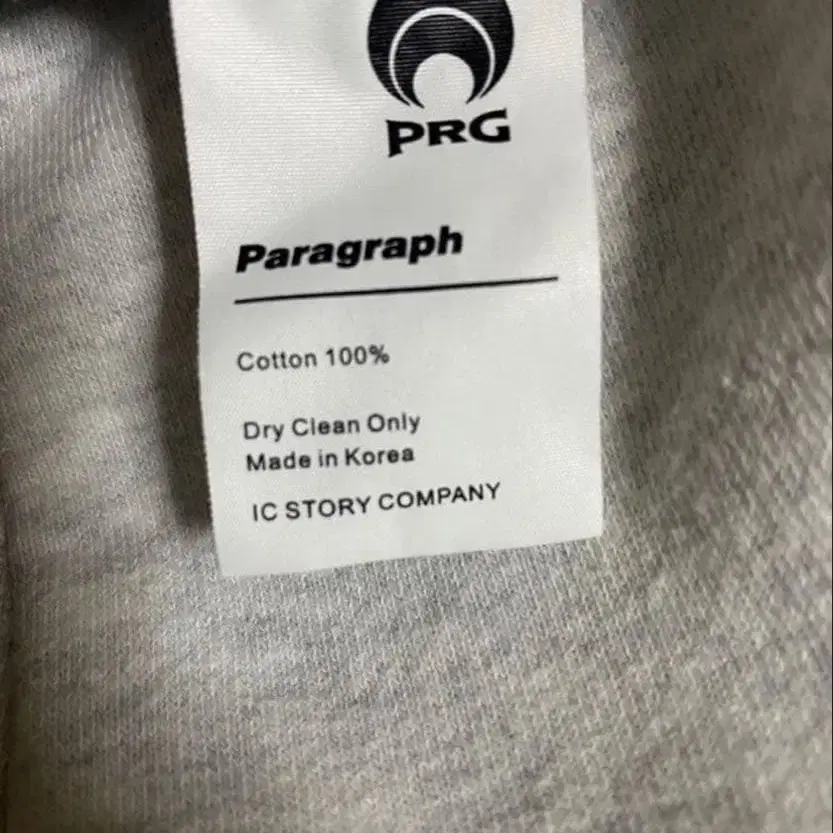 PRG
Paragraph
Cotton 100%
Dry Clean Only
Made in Korea
IC STORY COMPANY